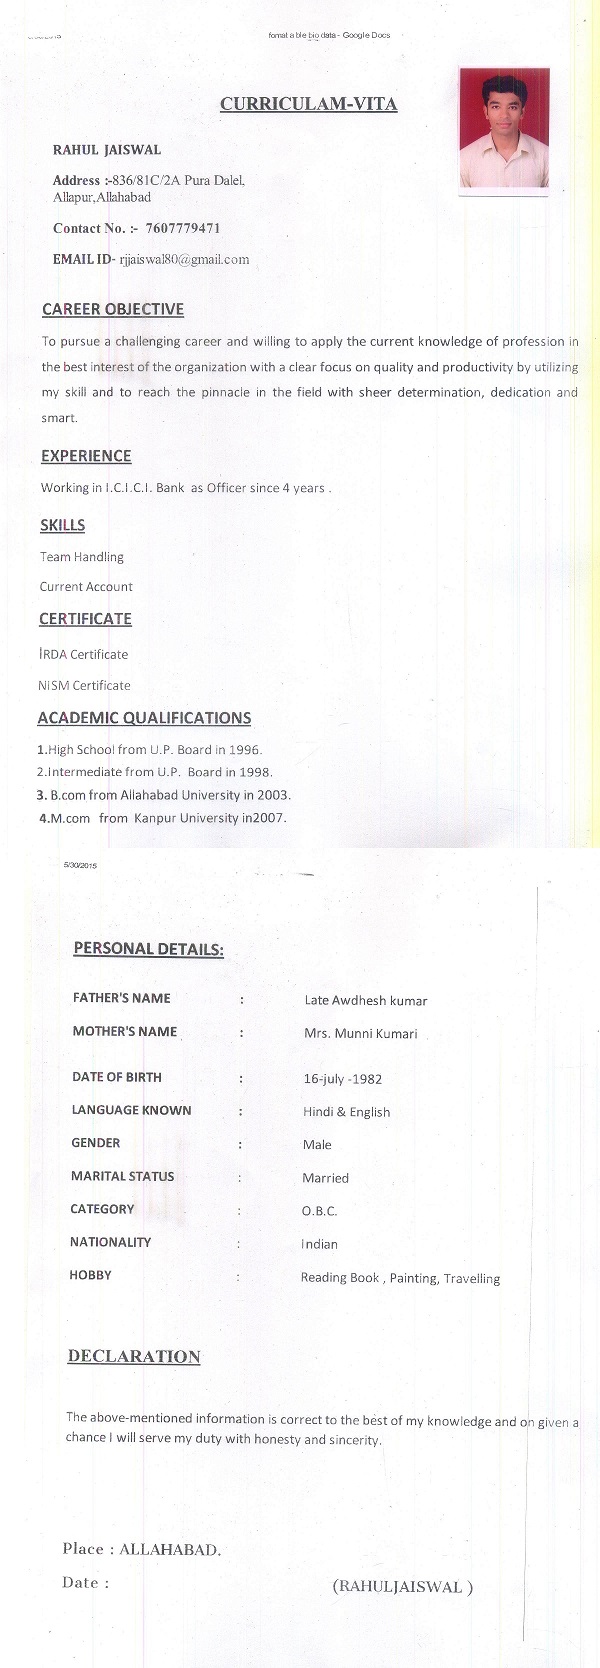 fomat a ble bio data - Google Docs
CURRICULAM-VITA
RAHUL JAISWAL
Address :-836/81C/2A Pura Dalel,
Allapur,Allahabad
Contact No. :- 7607779471
EMAIL ID- rjjaiswal80@gmail.com
CAREER OBJECTIVE
To pursue a challenging career and willing to apply the current knowledge of profession in
the best interest of the organization with a clear focus on quality and productivity by utilizing
my skill and to reach the pinnacle in the field with sheer determination, dedication and
smart.
EXPERIENCE
Working in I.C.I.C.I. Bank as Officer since 4 years .
SKILLS
Team Handling
Current Account
CERTIFICATE
IRDA Certificate
NISM Certificate
ACADEMIC QUALIFICATIONS
1.High School from U.P. Board in 1996.
2.Intermediate from U.P. Board in 1998.
3. B.com from Allahabad University in 2003.
4.M.com from Kanpur University in2007.
5/30/2015
PERSONAL DETAILS:
FATHER'S NAME : Late Awdhesh kumar
MOTHER'S NAME : Mrs. Munni Kumari
DATE OF BIRTH : 16-july -1982
LANGUAGE KNOWN : Hindi & English
GENDER : Male
MARITAL STATUS : Married
CATEGORY : O.B.C.
NATIONALITY : Indian
HOBBY : Reading Book , Painting, Travelling
DECLARATION
The above-mentioned information is correct to the best of my knowledge and on given a
chance I will serve my duty with honesty and sincerity.
Place : ALLAHABAD.
Date : (RAHULJAISWAL )